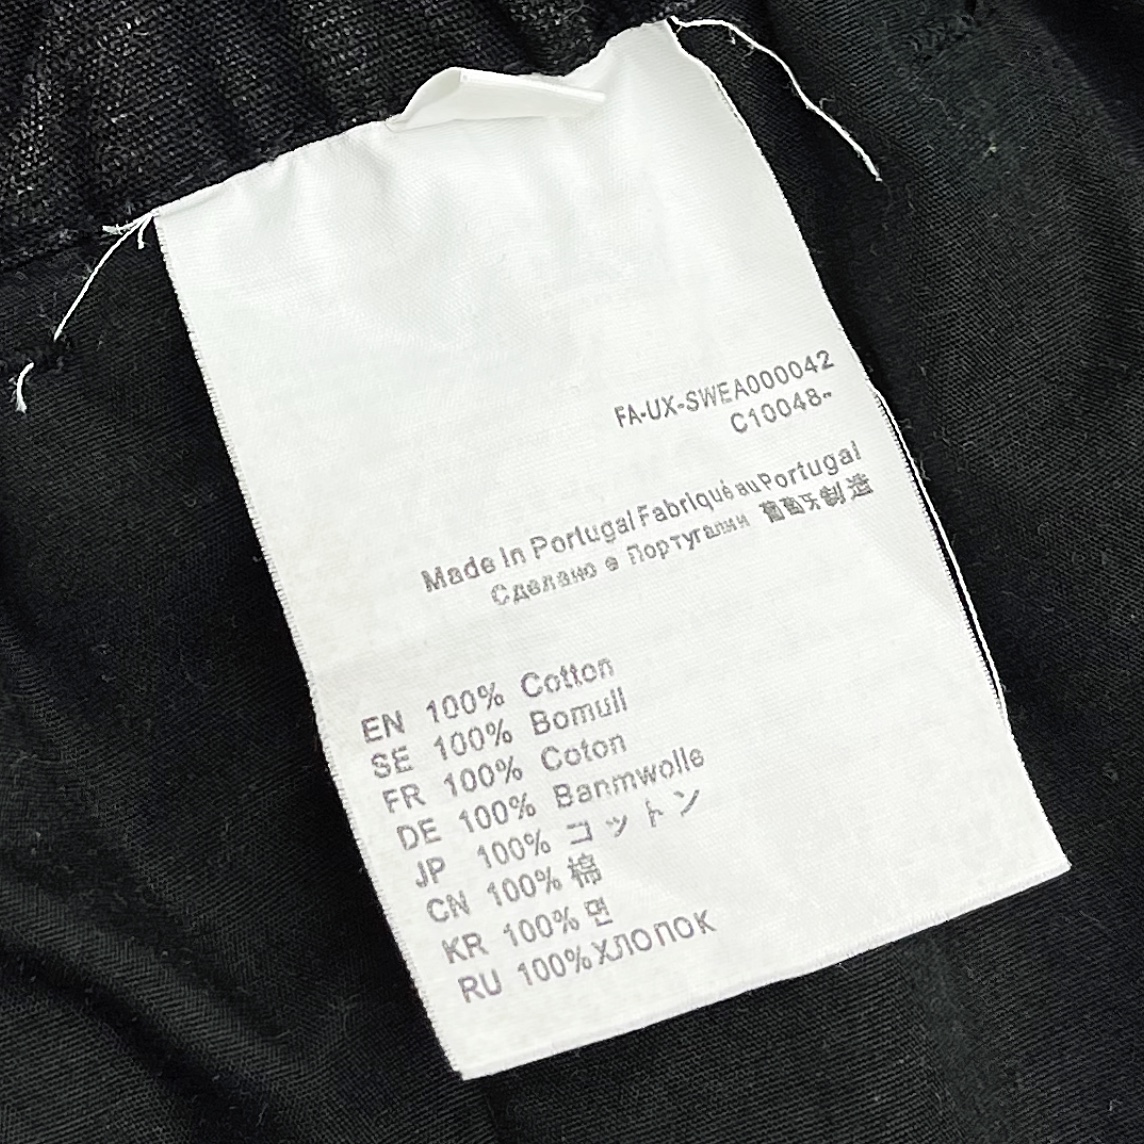 FA-UX-SWEA000042
C10048-
Made In Portugal Fabriqué au Portugal
Сделано в Португалии 葡萄牙制造
EN 100% Cotton
SE 100% Bomull
FR 100% Coton
DE 100% Banmwolle
JP 100% コットン
CN 100% 棉
KR 100% 면
RU 100% ХЛОПОК